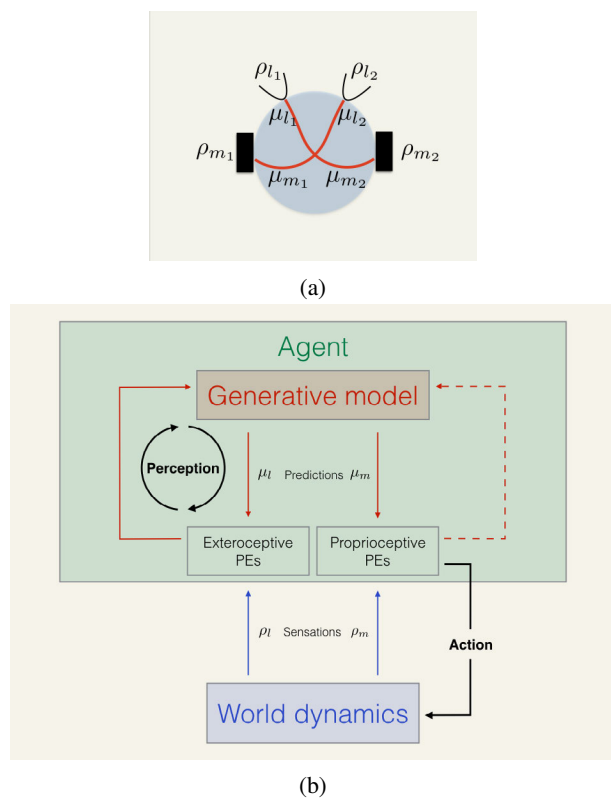 ρl1 ρl2
μl1 μl2
ρm1 ρm2
μm1 μm2
(a)
Agent
Generative model
Perception
μl Predictions μm
Exteroceptive Proprioceptive
PEs PEs
ρl Sensations ρm
Action
World dynamics
(b)